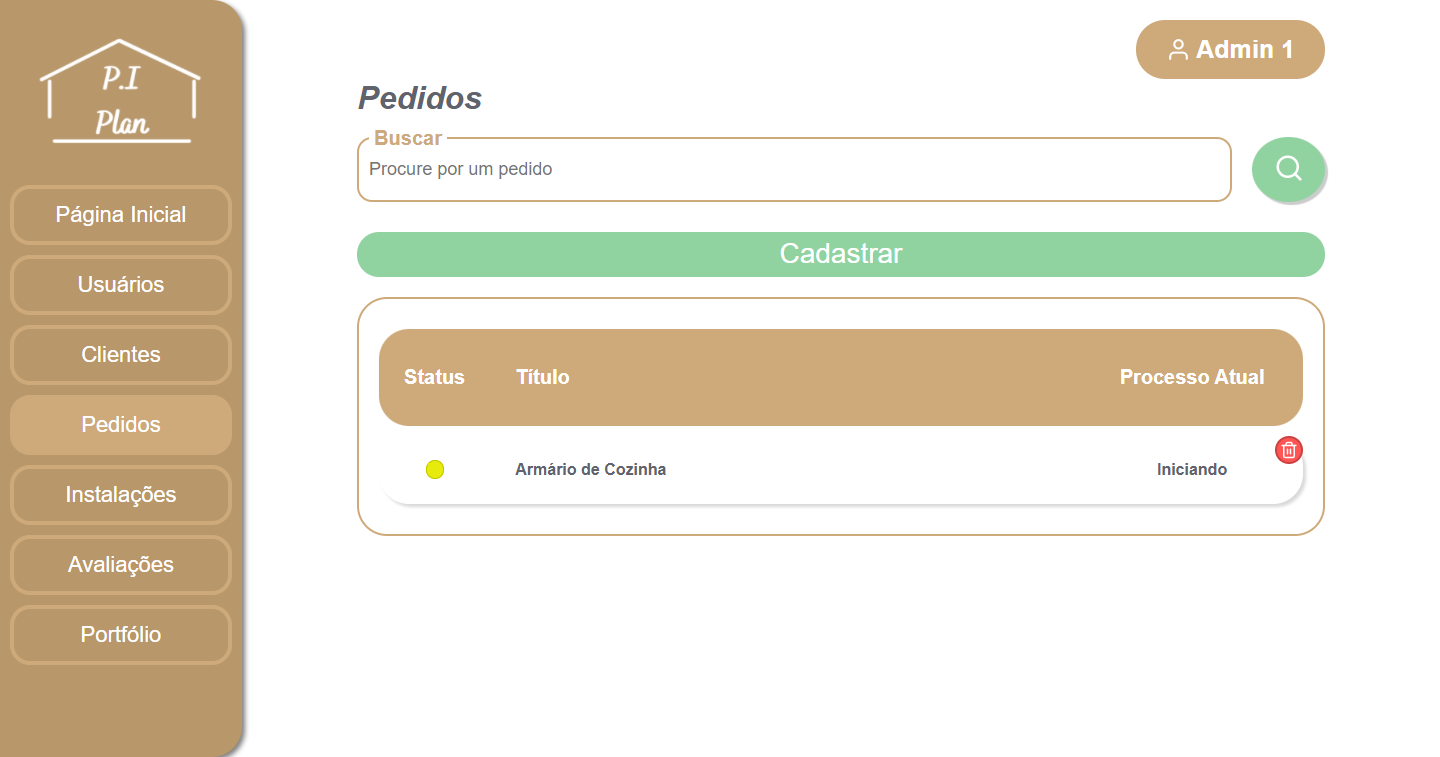 P.I
Plan
Página Inicial
Usuários
Clientes
Pedidos
Instalações
Avaliações
Portfólio
Admin 1
Pedidos
Buscar
Procure por um pedido
Cadastrar
Status Título Processo Atual
Armário de Cozinha Iniciando